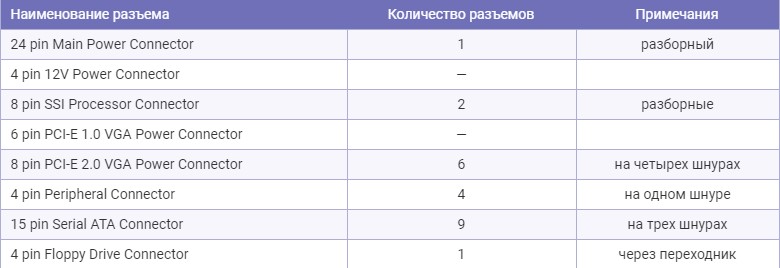 Наименование разъема Количество разъемов Примечания
24 pin Main Power Connector 1 разборный
4 pin 12V Power Connector —
8 pin SSI Processor Connector 2 разборные
6 pin PCI-E 1.0 VGA Power Connector —
8 pin PCI-E 2.0 VGA Power Connector 6 на четырех шнурах
4 pin Peripheral Connector 4 на одном шнуре
15 pin Serial ATA Connector 9 на трех шнурах
4 pin Floppy Drive Connector 1 через переходник